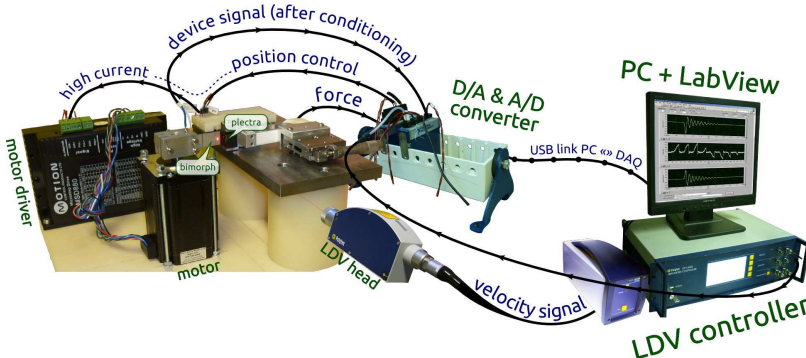 device signal (after conditioning)
high current
position control
force
D/A & A/D
converter
PC + LabView
plectra
USB link PC «» DAQ
bimorph
motor driver
MOTION
motor
LDV head
velocity signal
LDV controller